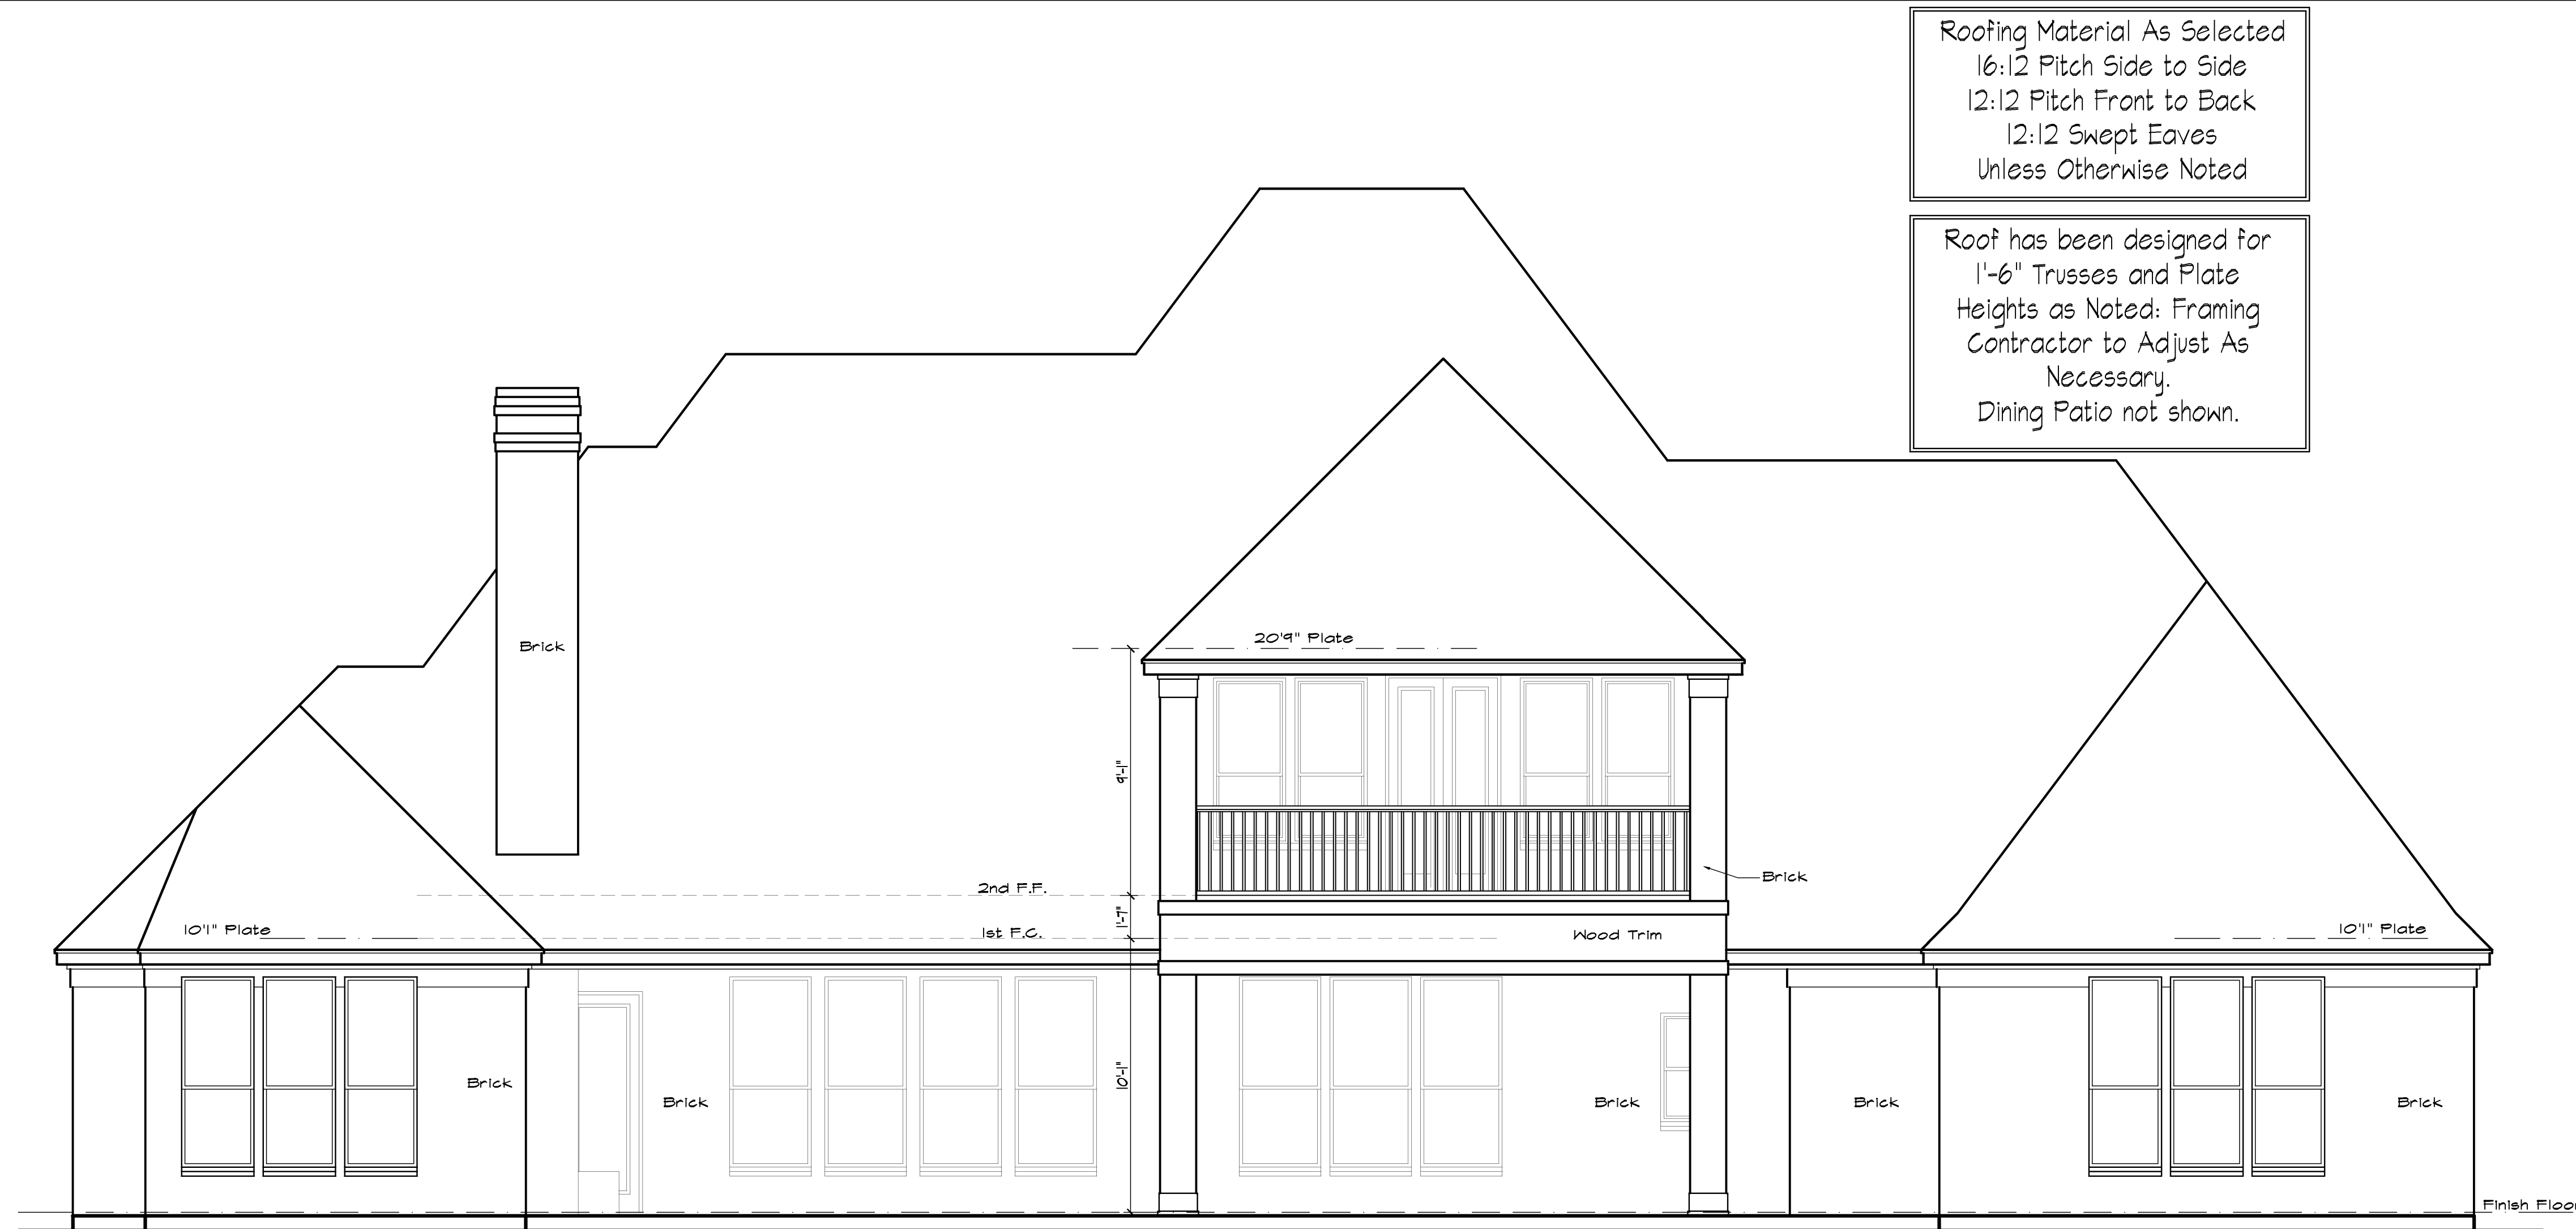 Roofing Material As Selected
16:12 Pitch Side to Side
12:12 Pitch Front to Back
12:12 Swept Eaves
Unless Otherwise Noted
Roof has been designed for
1'-6" Trusses and Plate
Heights as Noted: Framing
Contractor to Adjust As
Necessary.
Dining Patio not shown.
20'9" Plate
Brick
9'-1"
Brick
2nd F.F.
1'-7"
10'1" Plate
1st F.C.
Wood Trim
10'1" Plate
10'-1"
Brick
Brick
Brick
Brick
Brick
Finish Floor